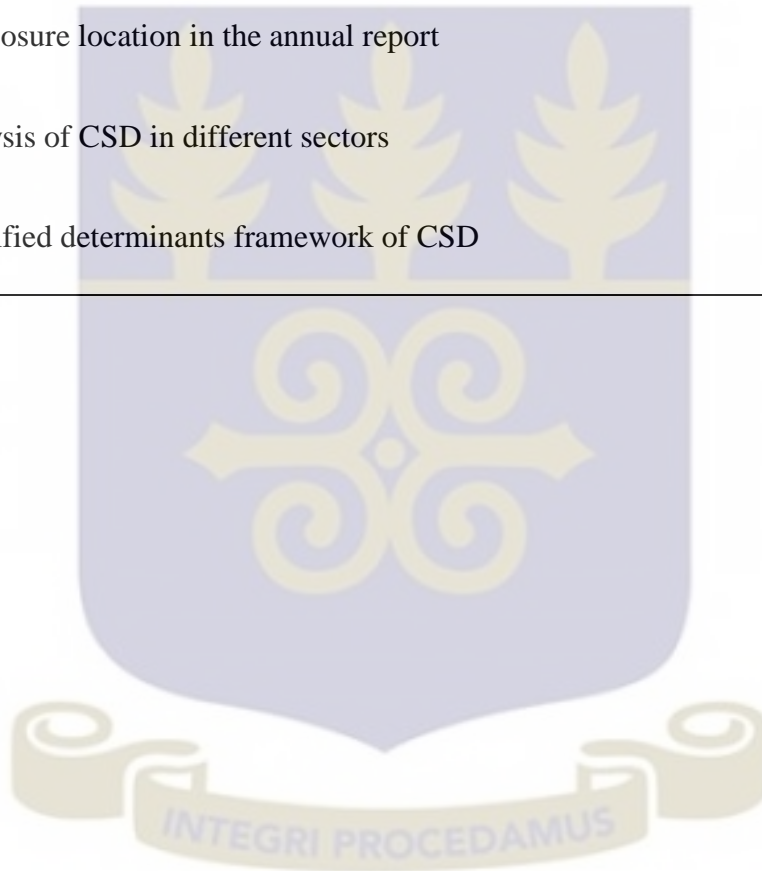 osure location in the annual report
sis of CSD in different sectors
fied determinants framework of CSD
INTEGRI PROCEDAMUS